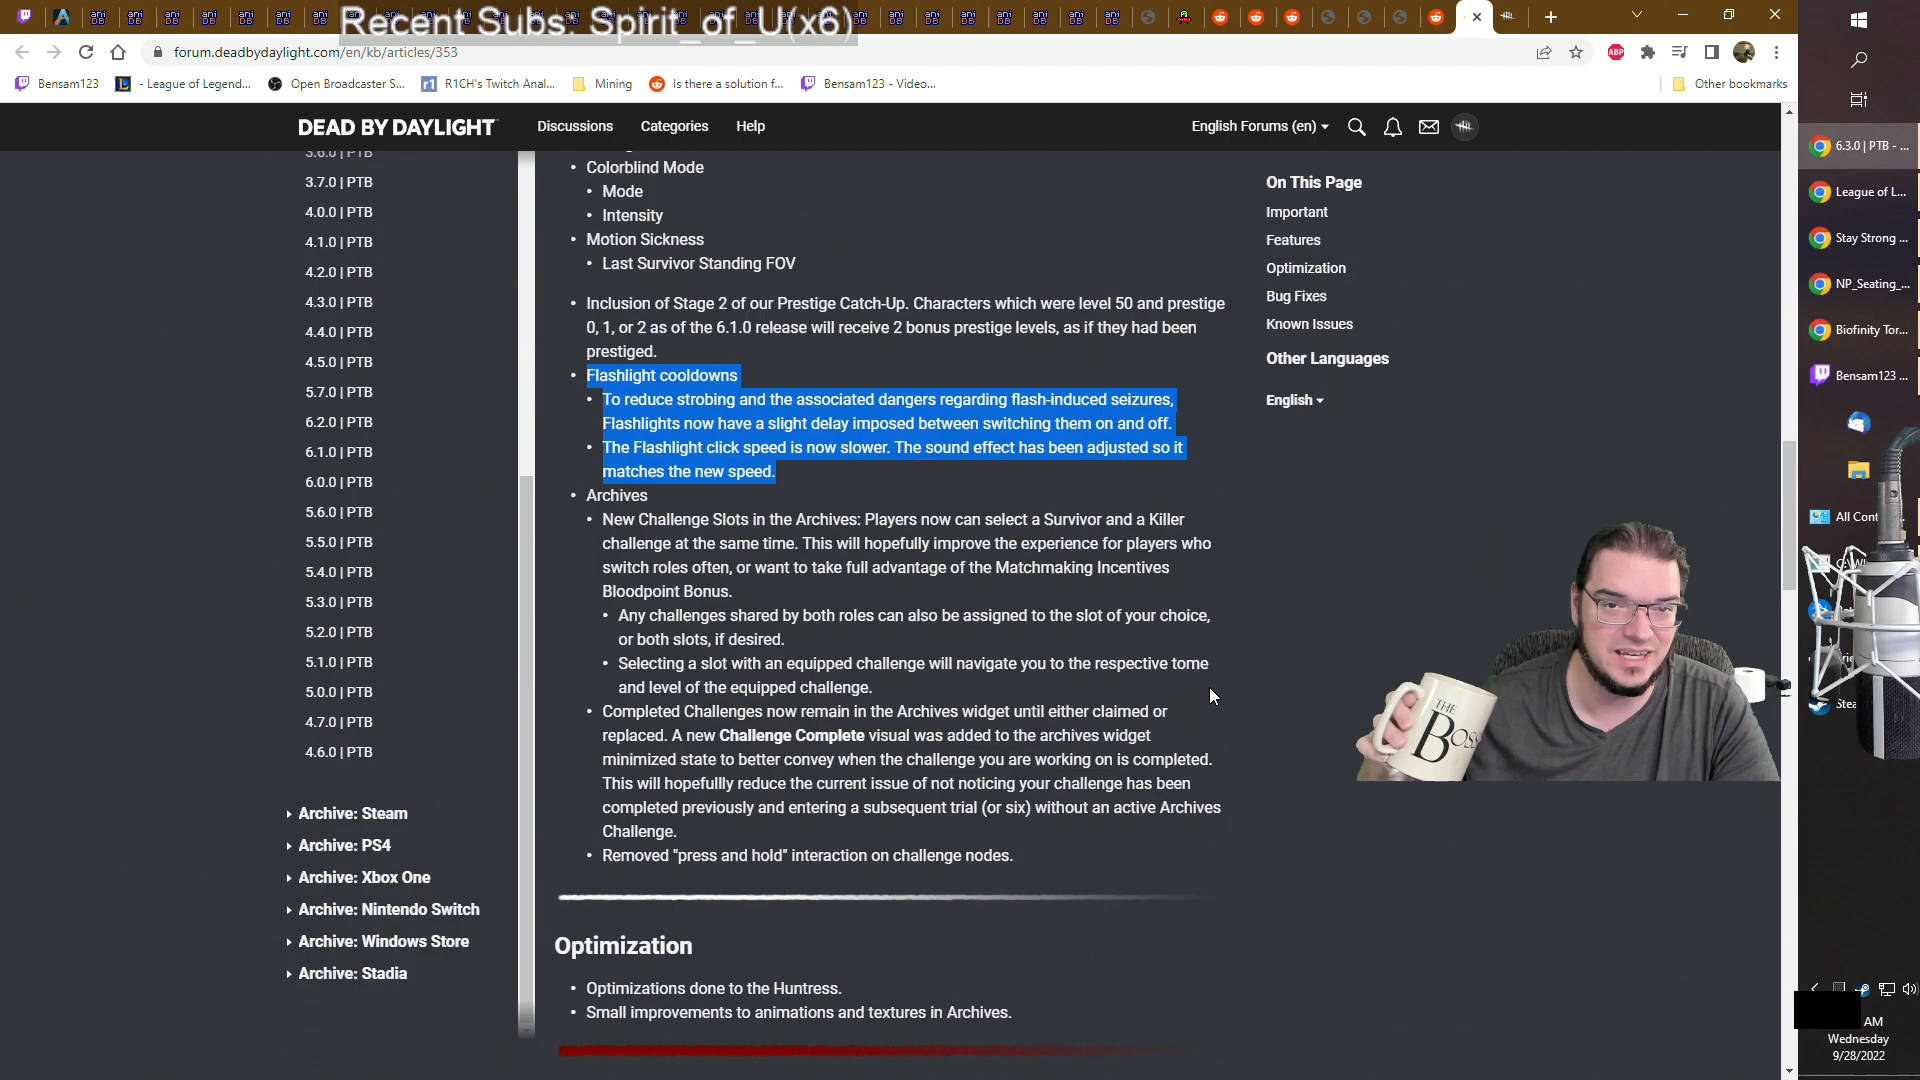 Recent Subs: Spirit_of_U(x6)
forum.deadbydaylight.com/en/kb/articles/353
Bensam123
- League of Legend...
Open Broadcaster S...
R1CH's Twitch Anal...
Mining
Is there a solution f...
Bensam123 - Video...
Other bookmarks
DEAD BY DAYLIGHT
Discussions
Categories
Help
English Forums (en)
3.6.0 | PTB
3.7.0 | PTB
4.0.0 | PTB
4.1.0 | PTB
4.2.0 | PTB
4.3.0 | PTB
4.4.0 | PTB
4.5.0 | PTB
5.7.0 | PTB
6.2.0 | PTB
6.1.0 | PTB
6.0.0 | PTB
5.6.0 | PTB
5.5.0 | PTB
5.4.0 | PTB
5.3.0 | PTB
5.2.0 | PTB
5.1.0 | PTB
5.0.0 | PTB
4.7.0 | PTB
4.6.0 | PTB
Archive: Steam
Archive: PS4
Archive: Xbox One
Archive: Nintendo Switch
Archive: Windows Store
Archive: Stadia
• Colorblind Mode
• Mode
• Intensity
• Motion Sickness
• Last Survivor Standing FOV
• Inclusion of Stage 2 of our Prestige Catch-Up. Characters which were level 50 and prestige
0, 1, or 2 as of the 6.1.0 release will receive 2 bonus prestige levels, as if they had been
prestiged.
• Flashlight cooldowns
• To reduce strobing and the associated dangers regarding flash-induced seizures,
Flashlights now have a slight delay imposed between switching them on and off.
• The Flashlight click speed is now slower. The sound effect has been adjusted so it
matches the new speed.
• Archives
• New Challenge Slots in the Archives: Players now can select a Survivor and a Killer
challenge at the same time. This will hopefully improve the experience for players who
switch roles often, or want to take full advantage of the Matchmaking Incentives
Bloodpoint Bonus.
• Any challenges shared by both roles can also be assigned to the slot of your choice,
or both slots, if desired.
• Selecting a slot with an equipped challenge will navigate you to the respective tome
and level of the equipped challenge.
• Completed Challenges now remain in the Archives widget until either claimed or
replaced. A new Challenge Complete visual was added to the archives widget
minimized state to better convey when the challenge you are working on is completed.
This will hopefullly reduce the current issue of not noticing your challenge has been
completed previously and entering a subsequent trial (or six) without an active Archives
Challenge.
• Removed "press and hold" interaction on challenge nodes.
Optimization
• Optimizations done to the Huntress.
• Small improvements to animations and textures in Archives.
On This Page
Important
Features
Optimization
Bug Fixes
Known Issues
Other Languages
English
THE
BOSS
6.3.0 | PTB - ...
League of L...
Stay Strong ...
NP_Seating_...
Biofinity Tor...
Bensam123 ...
All Cont
Stea
AM
Wednesday
9/28/2022